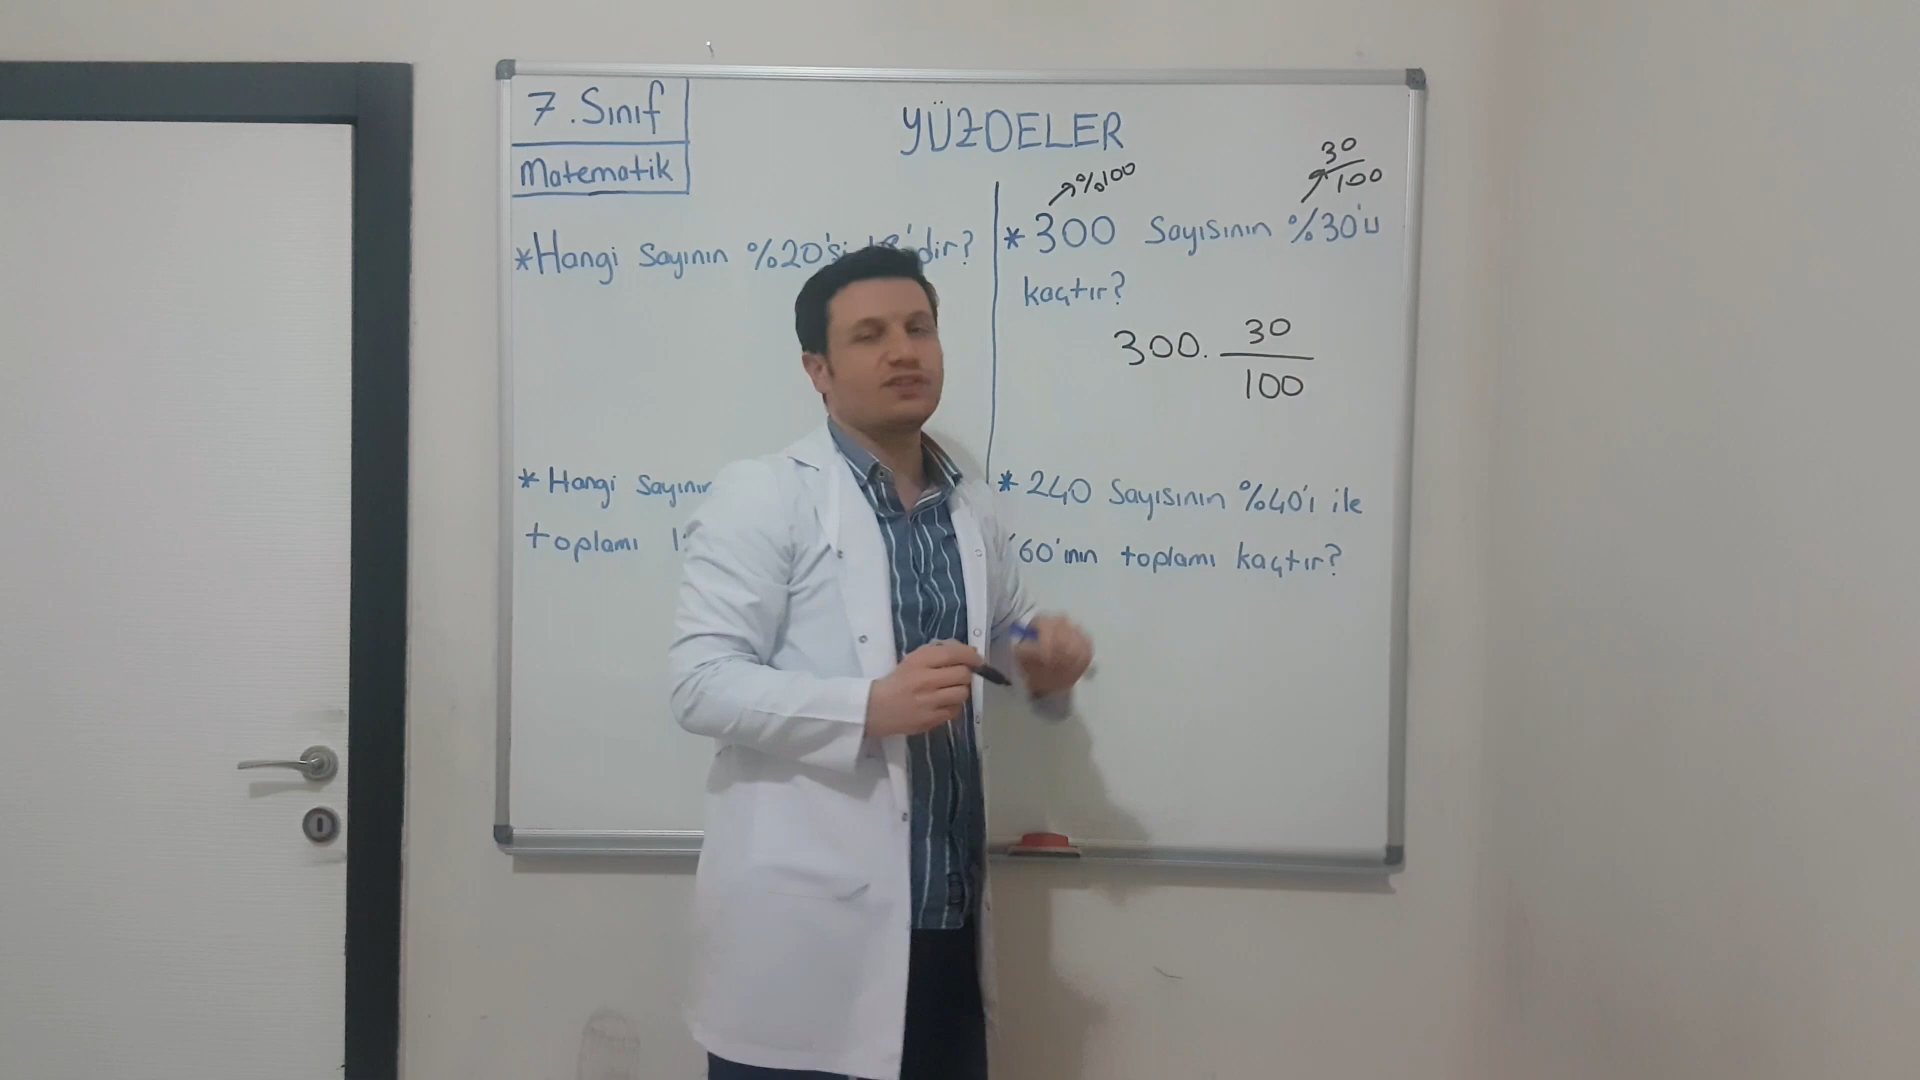 7. Sınıf
Matematik
YÜZDELER
*Hangi sayının %20'si dir?
* Hangi sayının
toplamı
%100
30
100
* 300 sayısının %30'u
kaçtır?
300. 30
100
* 240 sayısının %40'ı ile
60'ının toplamı kaçtır?